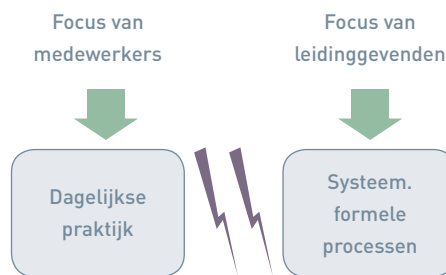 Focus van
medewerkers
Focus van
leidinggevenden
Dagelijkse
praktijk
Systeem.
formele
processen